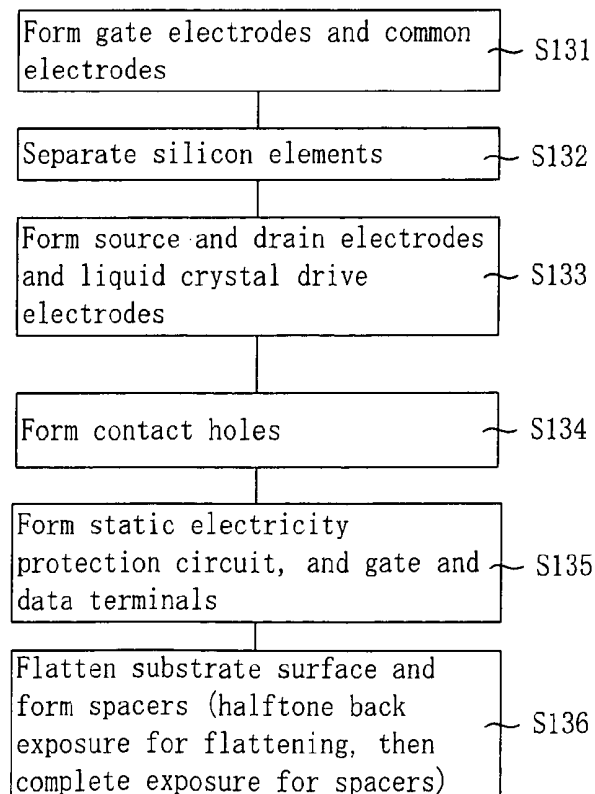 Form gate electrodes and common
electrodes
S131
Separate silicon elements
S132
Form source and drain electrodes
and liquid crystal drive
electrodes
S133
Form contact holes
S134
Form static electricity
protection circuit, and gate and
data terminals
S135
Flatten substrate surface and
form spacers (halftone back
exposure for flattening, then
complete exposure for spacers)
S136